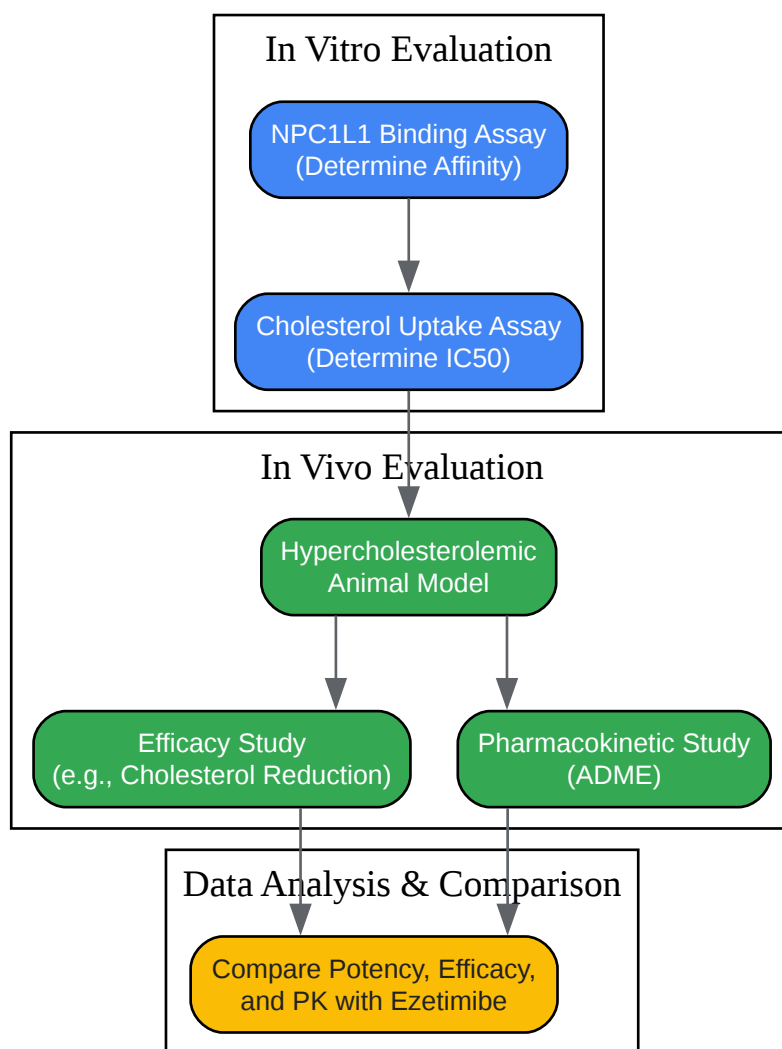 In Vitro Evaluation
NPC1L1 Binding Assay
(Determine Affinity)
Cholesterol Uptake Assay
(Determine IC50)
In Vivo Evaluation
Hypercholesterolemic
Animal Model
Efficacy Study
(e.g., Cholesterol Reduction)
Pharmacokinetic Study
(ADME)
Data Analysis & Comparison
Compare Potency, Efficacy,
and PK with Ezetimibe